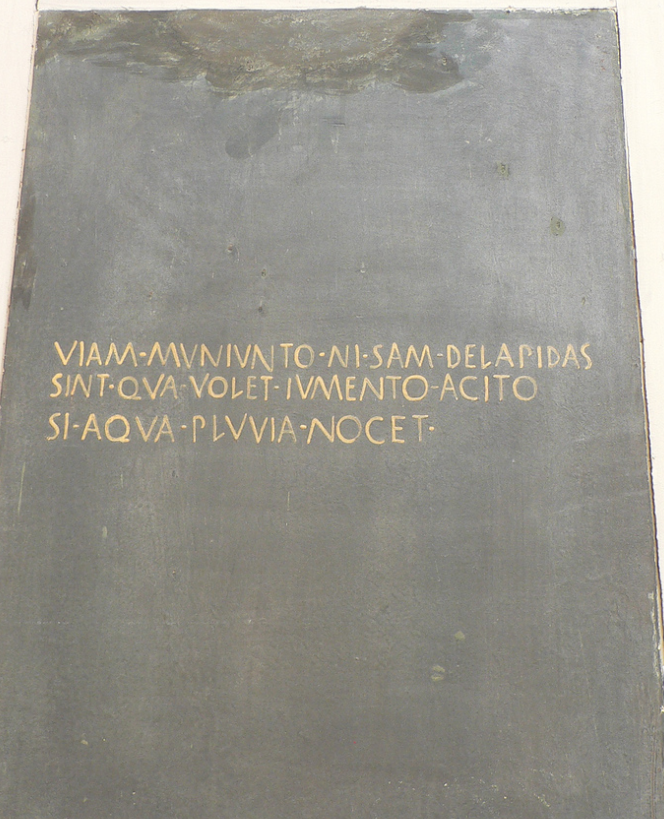 VIAM·MVNIVNTO·NI·SAM·DELAPIDAS
SINT·QVA·VOLET·IVMENTO·ACITO
SI·AQVA·PLVVIA·NOCET·